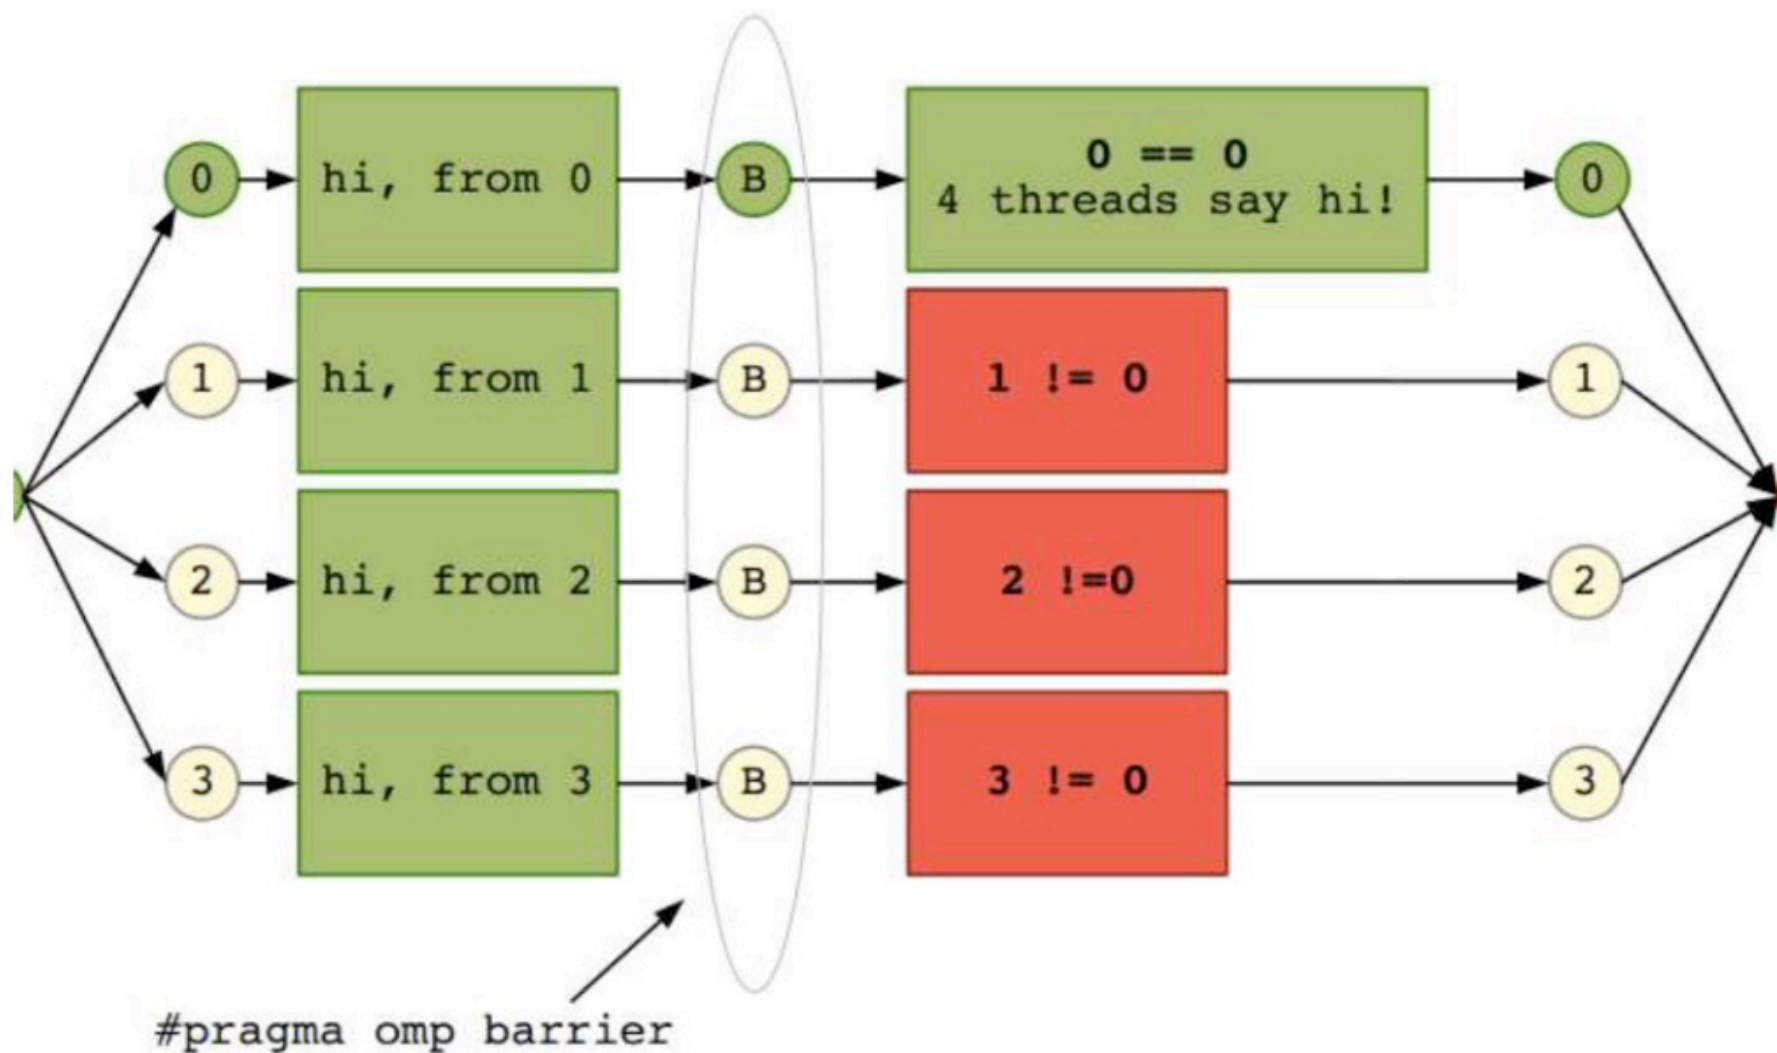 0
hi, from 0
B
0 == 0
4 threads say hi!
0
1
hi, from 1
B
1 != 0
1
2
hi, from 2
B
2 !=0
2
3
hi, from 3
B
3 != 0
3
#pragma omp barrier